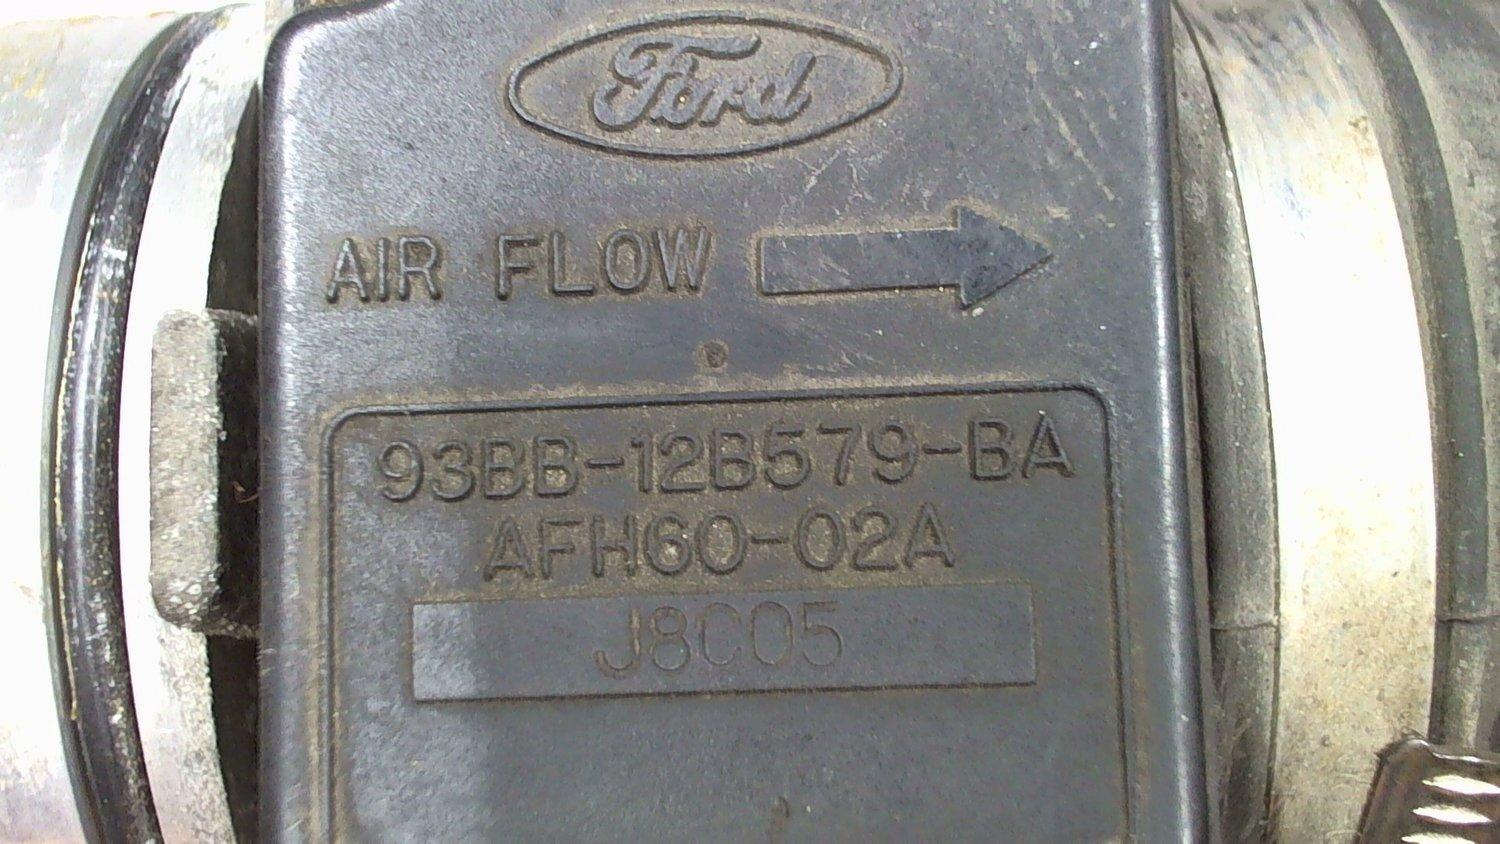 Ford
AIR FLOW
93BB-12B579-BA
AFH60-02A
J8C05